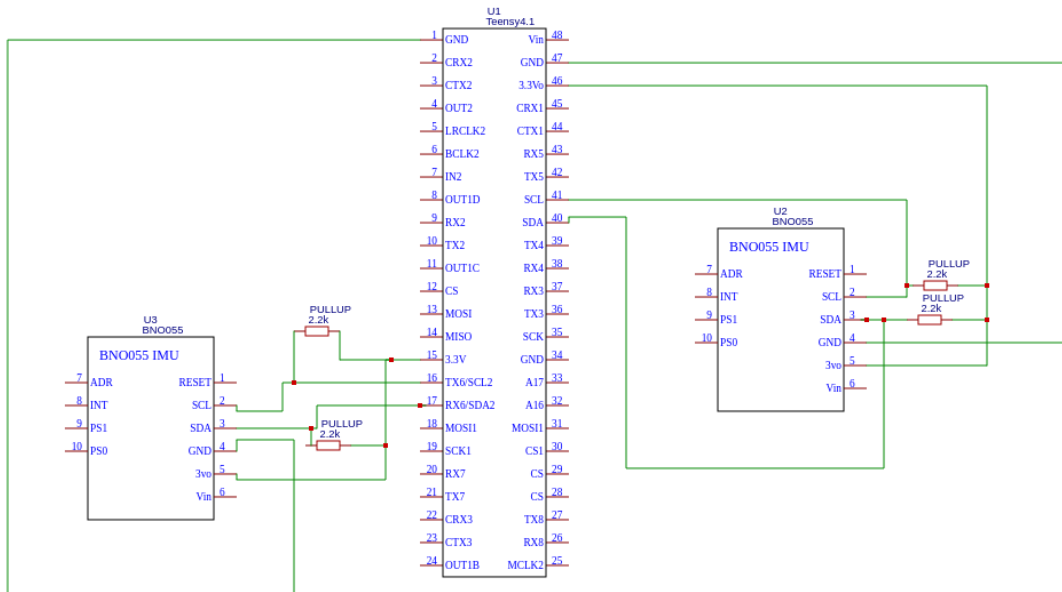 U1
Teensy4.1
1 GND Vin 48
2 CRX2 GND 47
3 CTX2 3.3Vo 46
4 OUT2 CRX1 45
5 LRCLK2 CTX1 44
6 BCLK2 RX5 43
7 IN2 TX5 42
8 OUT1D SCL 41
9 RX2 SDA 40
10 TX2 TX4 39
11 OUT1C RX4 38
12 CS RX3 37
13 MOSI TX3 36
14 MISO SCK 35
15 3.3V GND 34
16 TX6/SCL2 A17 33
17 RX6/SDA2 A16 32
18 MOSI1 MOSI1 31
19 SCK1 CS1 30
20 RX7 CS 29
21 TX7 CS 28
22 CRX3 TX8 27
23 CTX3 RX8 26
24 OUT1B MCLK2 25
U2
BNO055
BNO055 IMU
7 ADR RESET 1
8 INT SCL 2
9 PS1 SDA 3
10 PS0 GND 4
3vo 5
Vin 6
PULLUP
2.2k
PULLUP
2.2k
U3
BNO055
BNO055 IMU
7 ADR RESET 1
8 INT SCL 2
9 PS1 SDA 3
10 PS0 GND 4
3vo 5
Vin 6
PULLUP
2.2k
PULLUP
2.2k